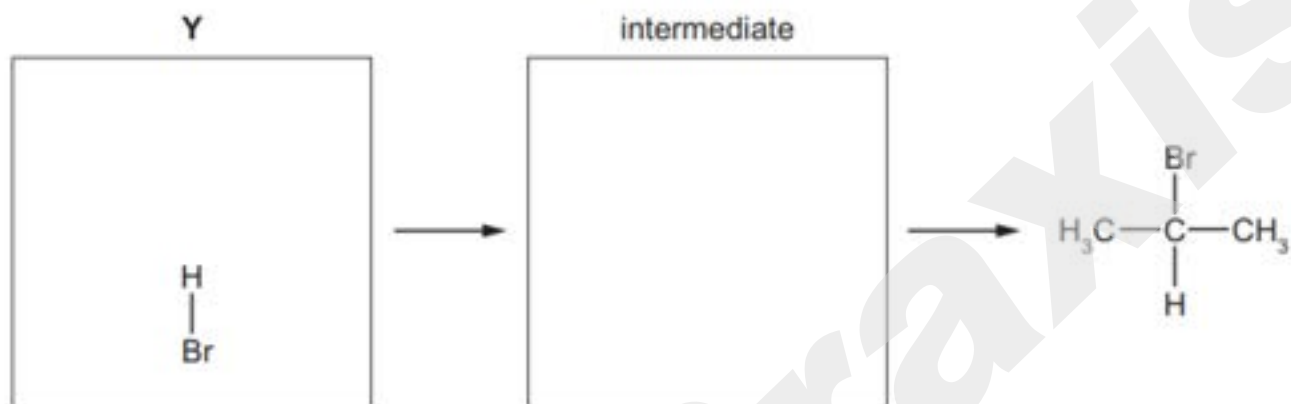 Y
intermediate
Br
H₃C—C—CH₃
H
H
Br